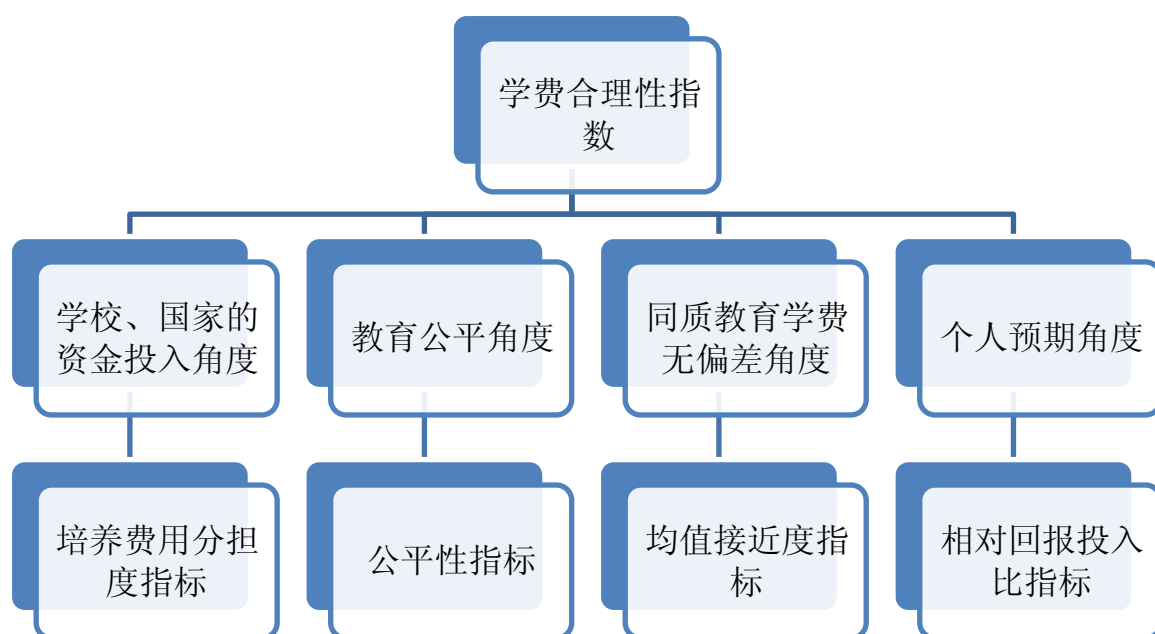 学费合理性指
数
学校、国家的
资金投入角度
教育公平角度
同质教育学费
无偏差角度
个人预期角度
培养费用分担
度指标
公平性指标
均值接近度指
标
相对回报投入
比指标